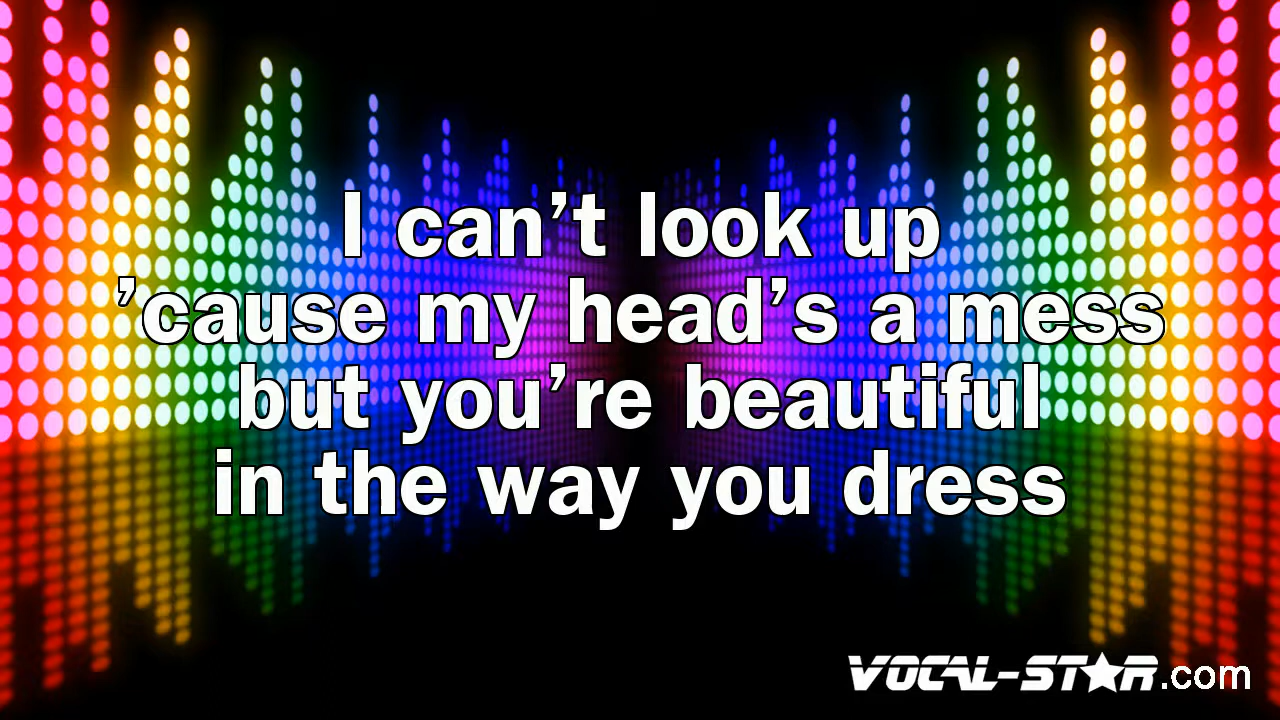 I can’t look up
’cause my head’s a mess
but you’re beautiful
in the way you dress
VOCAL-STAR.com